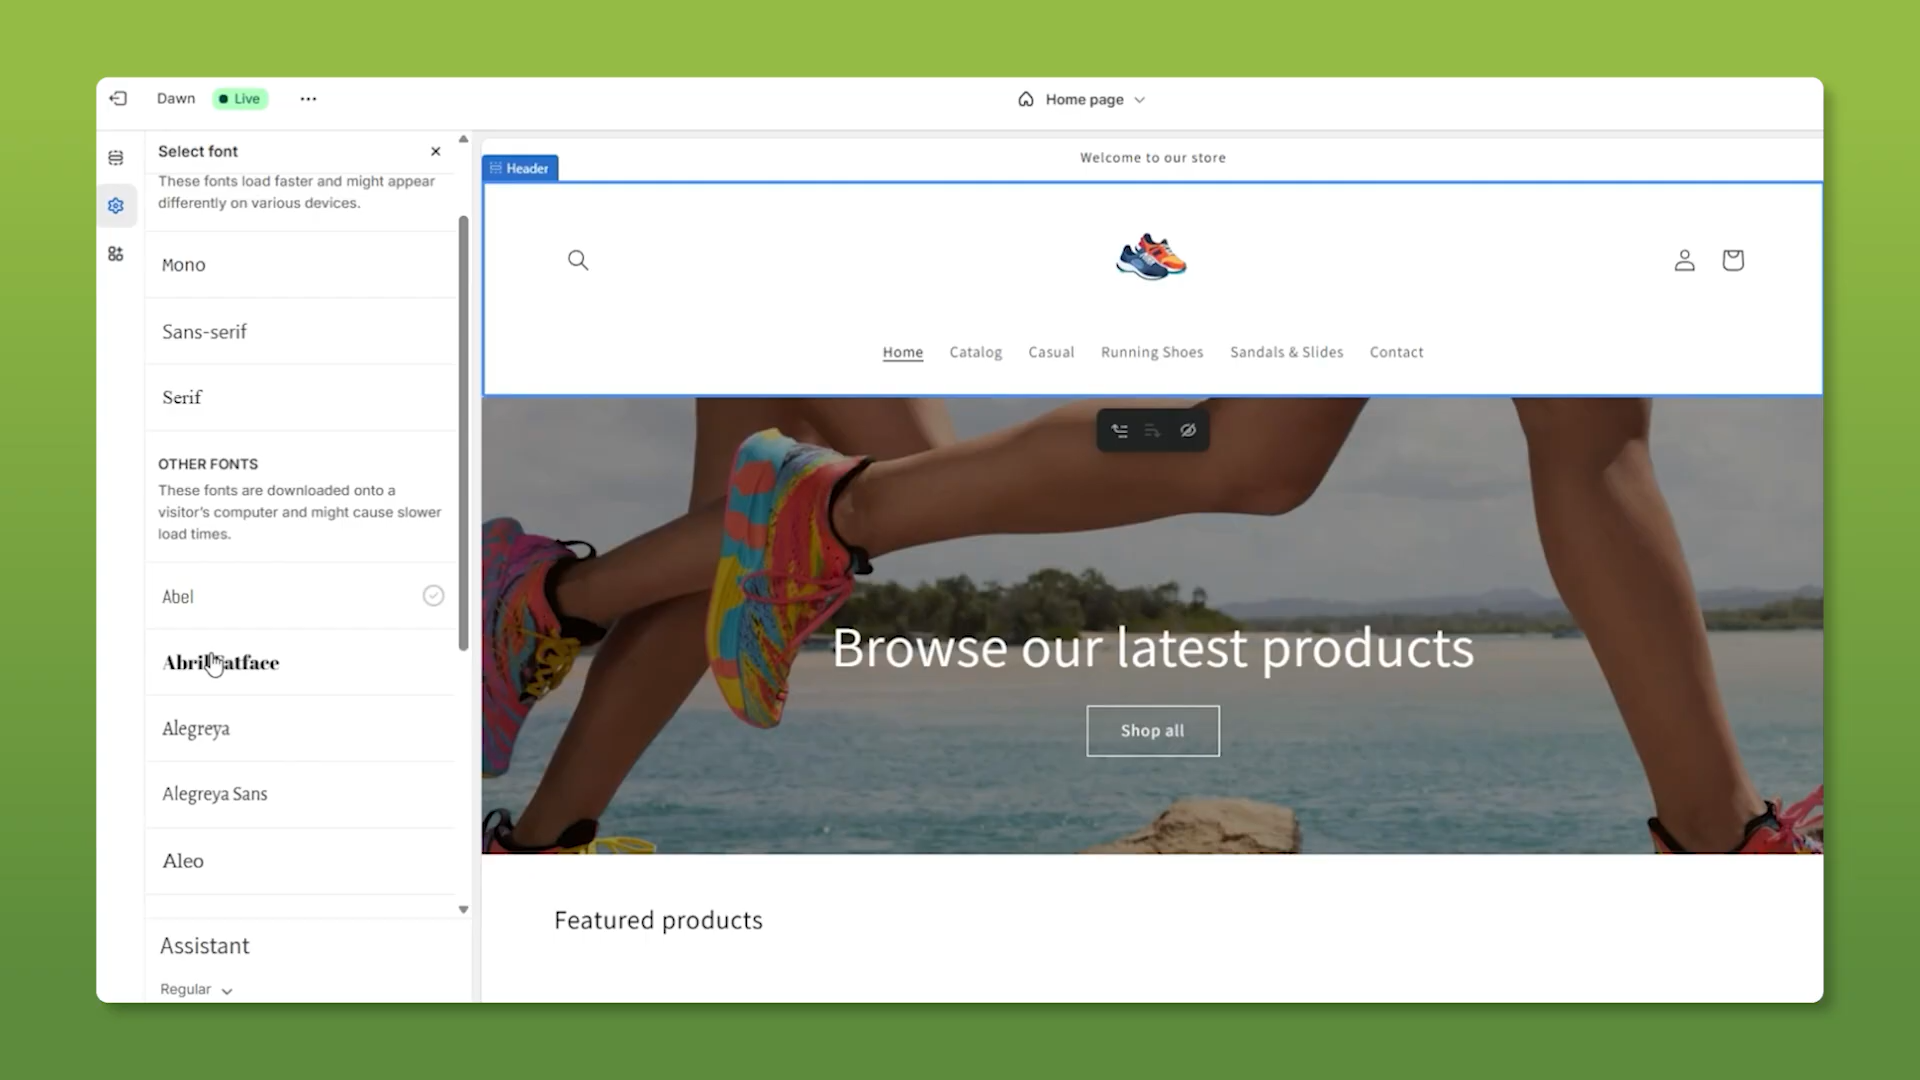 Dawn
Live
Home page
Select font
These fonts load faster and might appear
differently on various devices.
Mono
Sans-serif
Serif
OTHER FONTS
These fonts are downloaded onto a
visitor's computer and might cause slower
load times.
Abel
Abril Fatface
Alegreya
Alegreya Sans
Aleo
Assistant
Regular
Welcome to our store
Header
Home Catalog Casual Running Shoes Sandals & Slides Contact
Browse our latest products
Shop all
Featured products